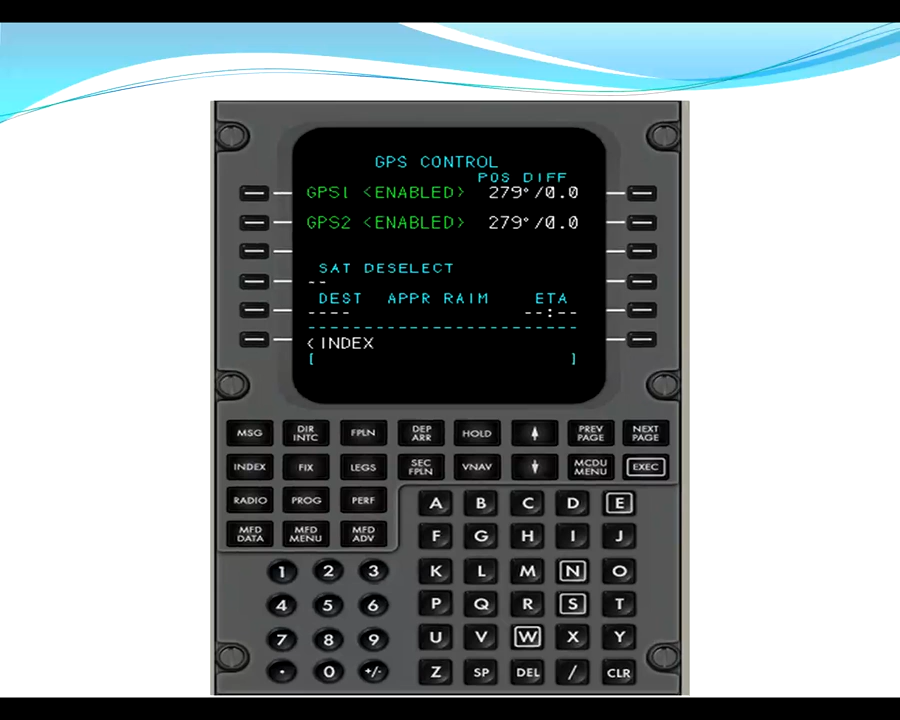 GPS CONTROL
POS DIFF
GPS1 <ENABLED> 279°/0.0
GPS2 <ENABLED> 279°/0.0
SAT DESELECT
--
DEST APPR RAIM ETA
---- --:--
------------------------
<INDEX
[ ]
MSG DIR INTC FPLN DEP ARR HOLD PREV PAGE NEXT PAGE
INDEX FIX LEGS SEC FPLN VNAV MCDU MENU EXEC
RADIO PROG PERF A B C D E
MFD DATA MFD MENU MFD ADV F G H I J
1 2 3 K L M N O
4 5 6 P Q R S T
7 8 9 U V W X Y
. 0 +/- Z SP DEL / CLR